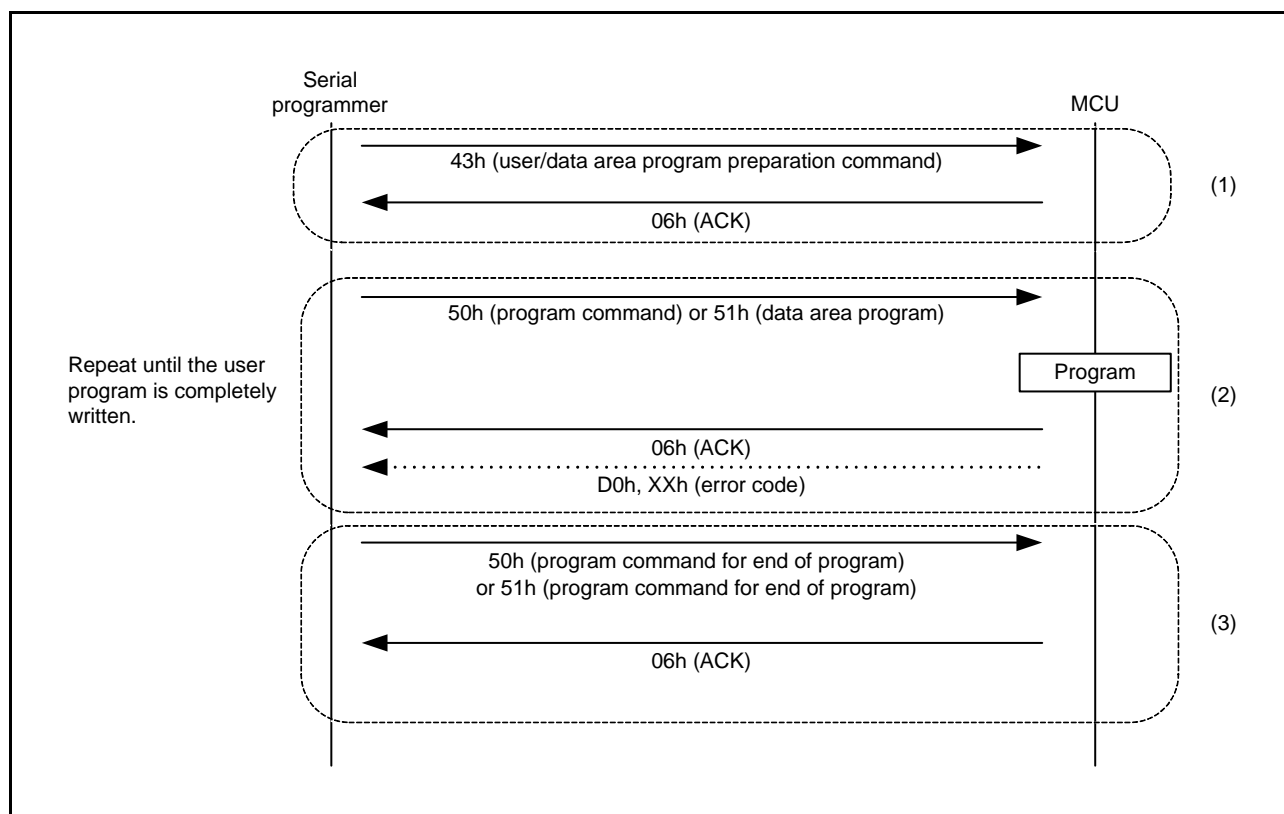 Serial
programmer
MCU
43h (user/data area program preparation command)
(1)
06h (ACK)
50h (program command) or 51h (data area program)
Repeat until the user
program is completely
written.
Program
(2)
06h (ACK)
D0h, XXh (error code)
50h (program command for end of program)
or 51h (program command for end of program)
(3)
06h (ACK)